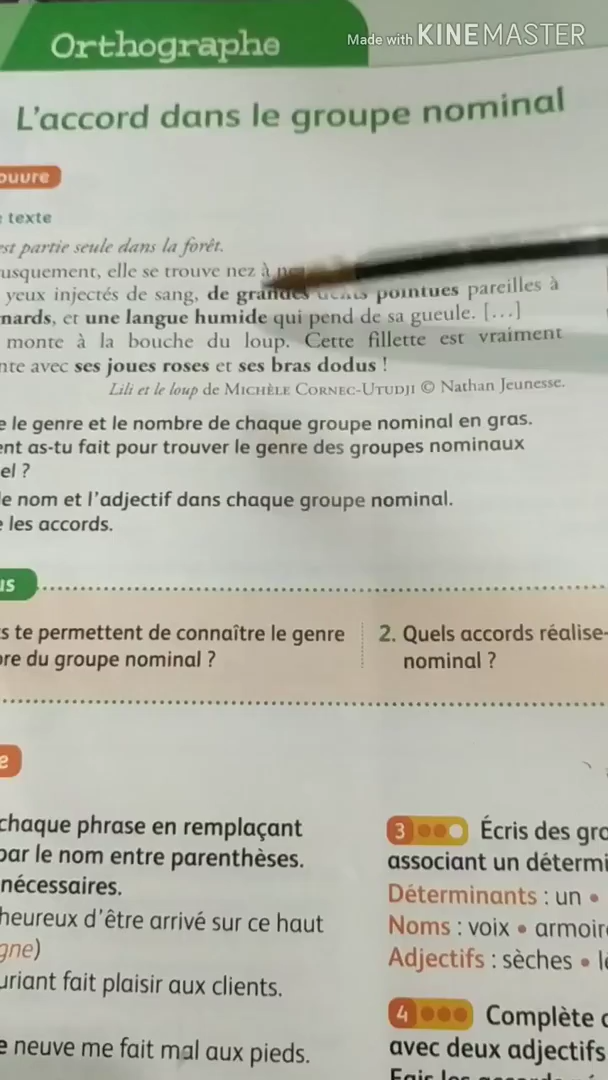 Orthographe
Made with KINEMASTER
L'accord dans le groupe nominal
ouvre
texte
est partie seule dans la forêt.
usquement, elle se trouve nez à
yeux injectés de sang, de grandes dents pointues pareilles à
nards, et une langue humide qui pend de sa gueule. [...]
monte à la bouche du loup. Cette fillette est vraiment
nte avec ses joues roses et ses bras dodus !
Lili et le loup de MICHÈLE CORNEC-UTUDJI © Nathan Jeunesse.
e le genre et le nombre de chaque groupe nominal en gras.
ent as-tu fait pour trouver le genre des groupes nominaux
el ?
le nom et l'adjectif dans chaque groupe nominal.
e les accords.
us
s te permettent de connaître le genre
bre du groupe nominal ?
2. Quels accords réalise-
nominal ?
e
chaque phrase en remplaçant
par le nom entre parenthèses.
nécessaires.
heureux d'être arrivé sur ce haut
gne)
uriant fait plaisir aux clients.
e neuve me fait mal aux pieds.
3 Écris des gro
associant un détermi
Déterminants : un •
Noms : voix • armoir
Adjectifs : sèches • l
4 Complète
avec deux adjectifs
Fais les accords